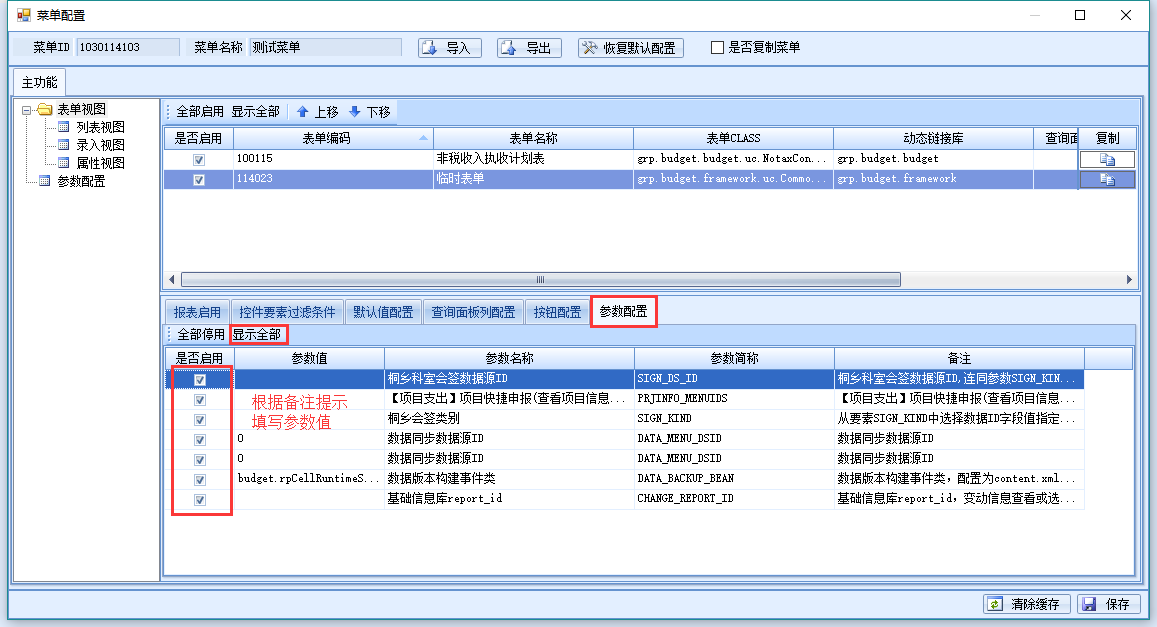 菜单配置
菜单ID 1030114103 菜单名称 测试菜单 导入 导出 恢复默认配置 是否复制菜单
主功能
表单视图
列表视图
录入视图
属性视图
参数配置
全部启用 显示全部 上移 下移
是否启用 表单编码 表单名称 表单CLASS 动态链接库 查询面 复制
100115 非税收入执收计划表 grp.budget.budget.uc.NotaxCon... grp.budget.budget
114023 临时表单 grp.budget.framework.uc.Commo... grp.budget.framework
报表启用 控件要素过滤条件 默认值配置 查询面板列配置 按钮配置 参数配置
全部停用 显示全部
是否启用 参数值 参数名称 参数简称 备注
桐乡科室会签数据源ID SIGN_DS_ID 桐乡科室会签数据源ID,连同参数SIGN_KIN...
【项目支出】项目快捷申报(查看项目信息... PRJINFO_MENUIDS 【项目支出】项目快捷申报(查看项目信息...
桐乡会签类别 SIGN_KIND 从要素SIGN_KIND中选择数据ID字段值指定...
0 数据同步数据源ID DATA_MENU_DSID 数据同步数据源ID
0 数据同步数据源ID DATA_MENU_DSID 数据同步数据源ID
budget.rpCellRuntimeS... 数据版本构建事件类 DATA_BACKUP_BEAN 数据版本构建事件类，配置为content.xml...
基础信息库report_id CHANGE_REPORT_ID 基础信息库report_id，变动信息查看或选...
根据备注提示
填写参数值
清除缓存 保存